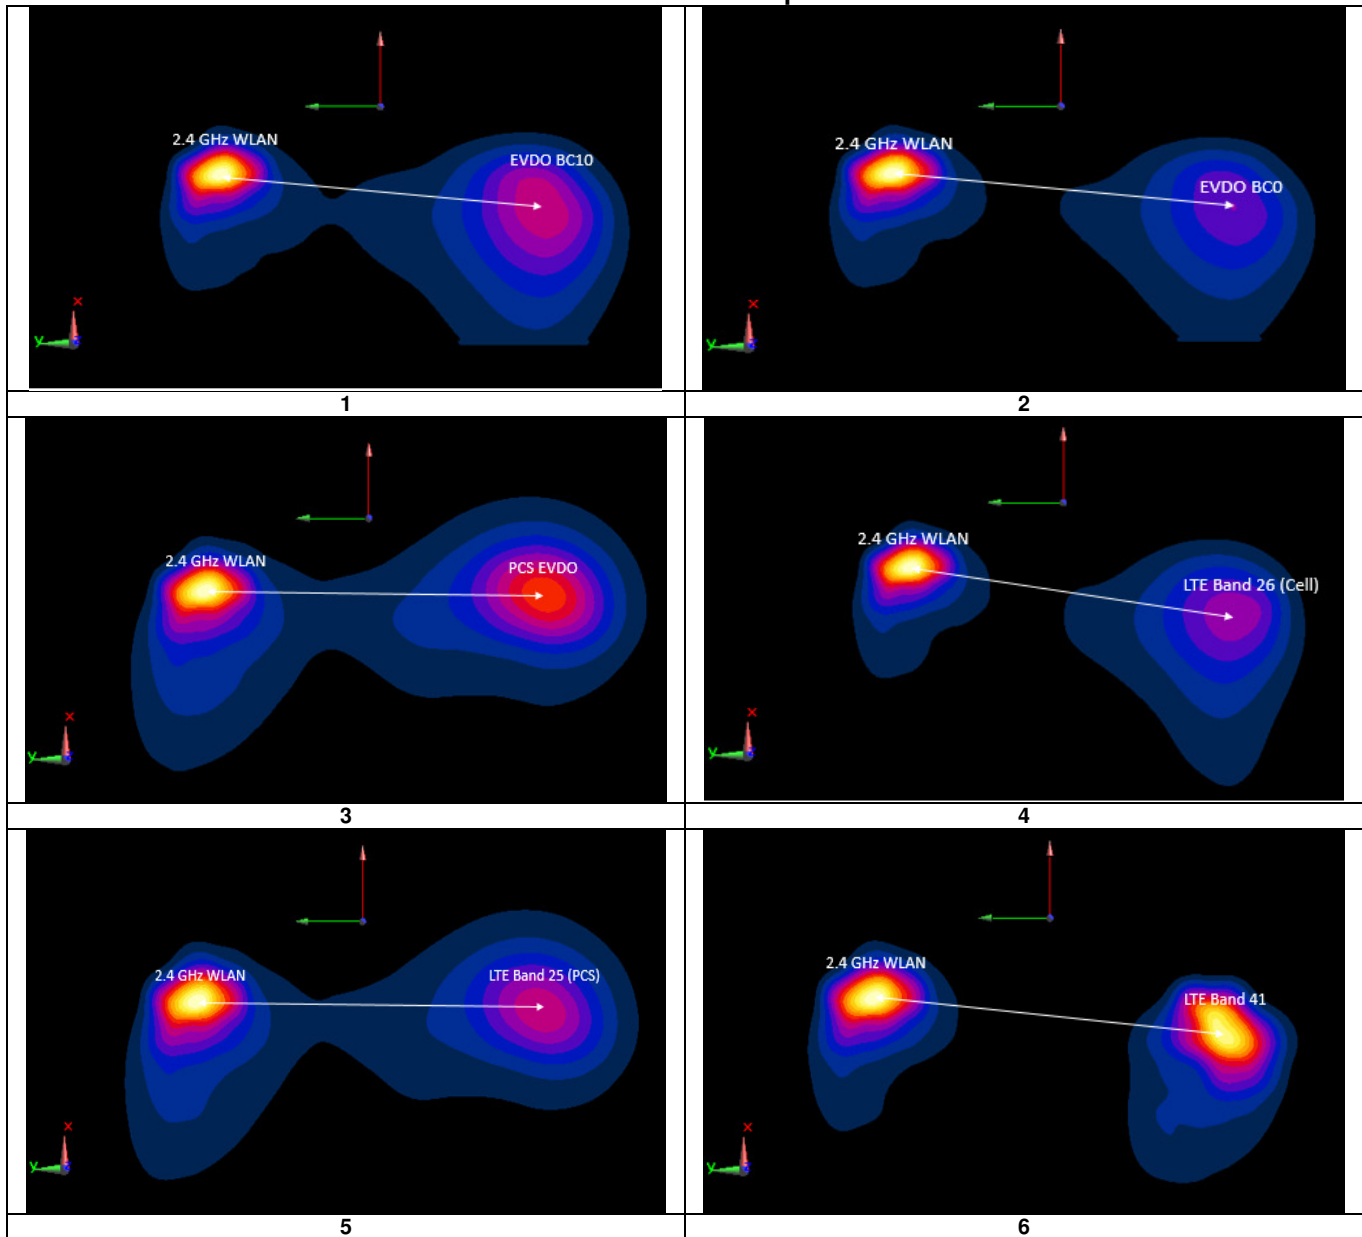 2.4 GHz WLAN
EVDO BC10
x
y
2.4 GHz WLAN
EVDO BC0
x
y
1
2
2.4 GHz WLAN
PCS EVDO
x
y
2.4 GHz WLAN
LTE Band 26 (Cell)
x
y
3
4
2.4 GHz WLAN
LTE Band 25 (PCS)
x
y
2.4 GHz WLAN
LTE Band 41
x
y
5
6